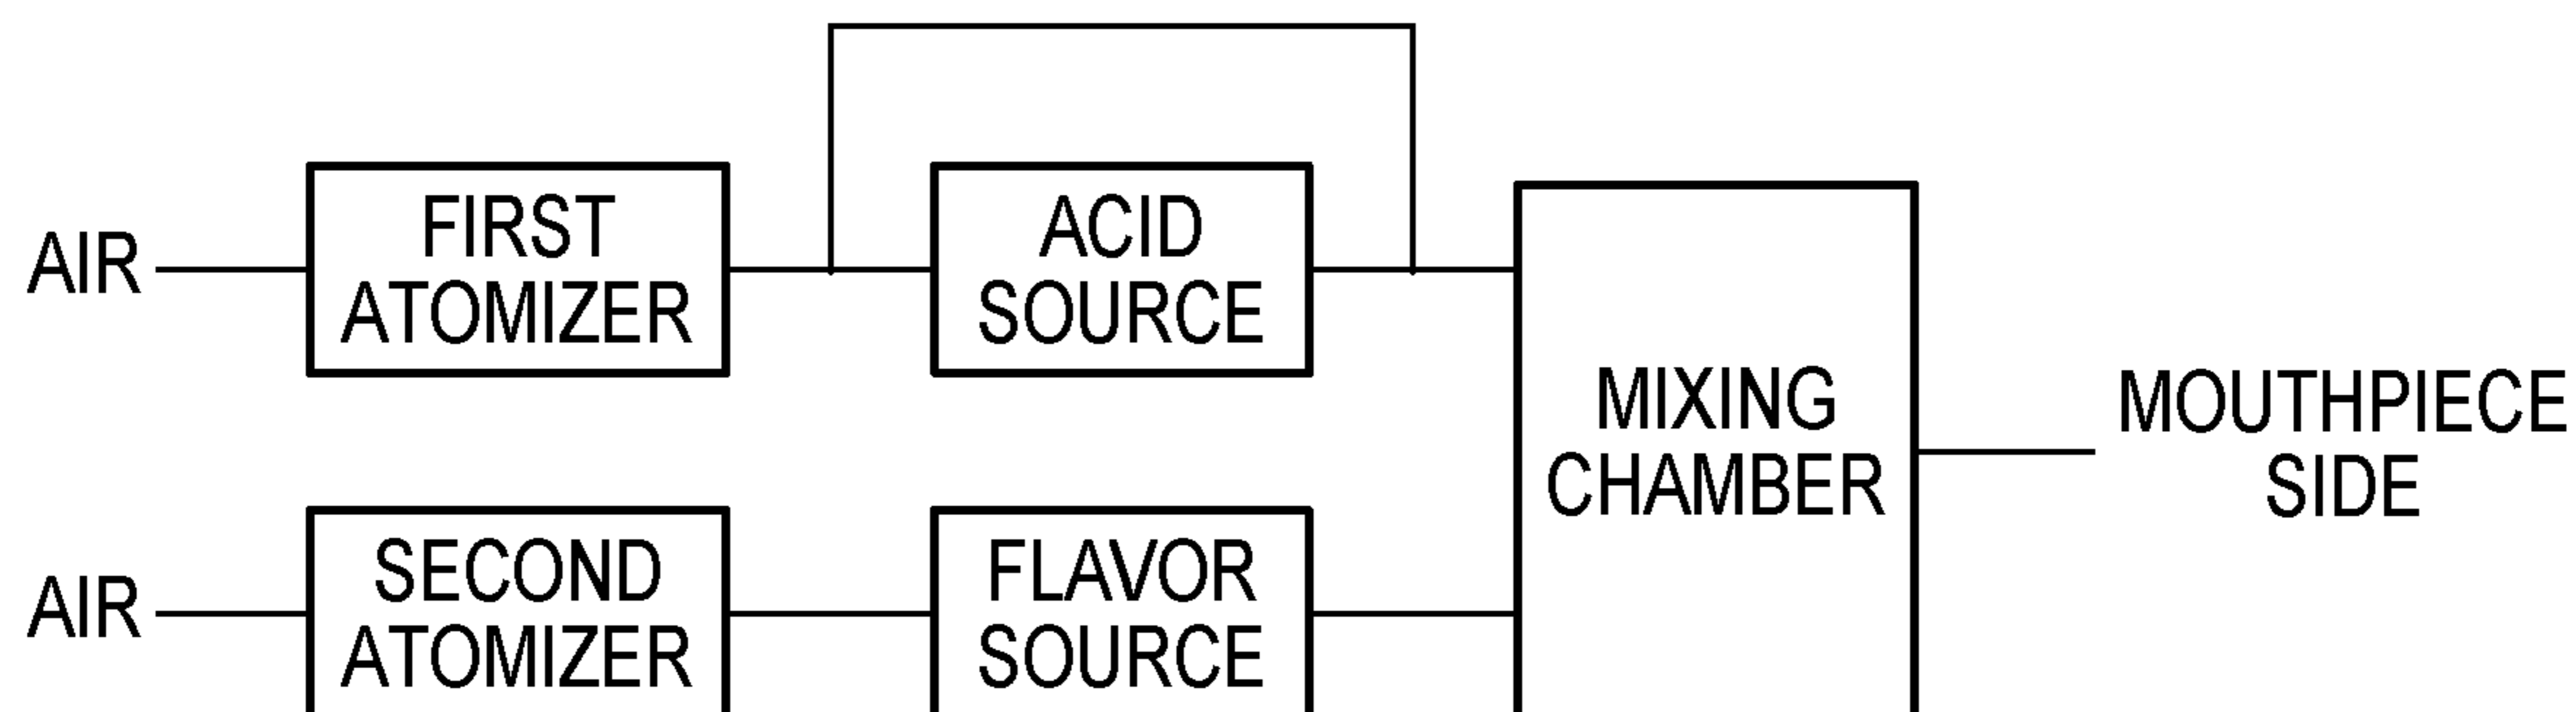 AIR
FIRST
ATOMIZER
ACID
SOURCE
MIXING
CHAMBER
MOUTHPIECE
SIDE
AIR
SECOND
ATOMIZER
FLAVOR
SOURCE